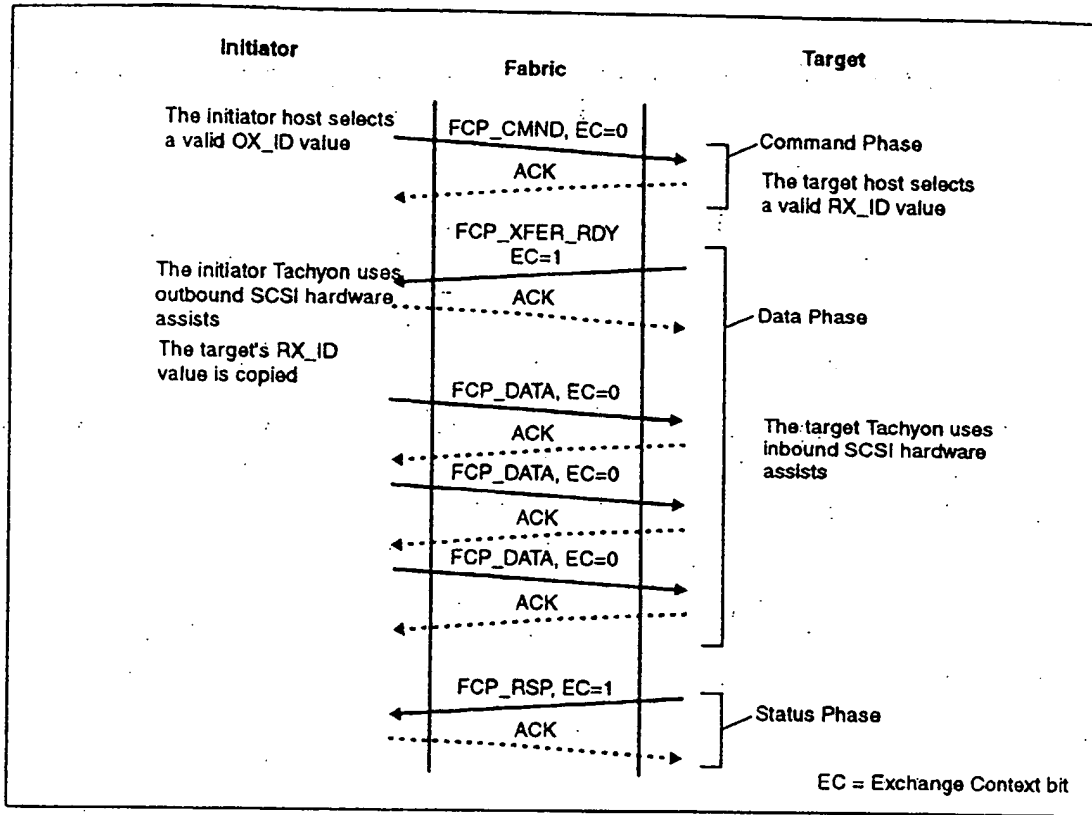 Initiator
Fabric
Target
The initiator host selects
a valid OX_ID value
FCP_CMND, EC=0
ACK
Command Phase
The target host selects
a valid RX_ID value
FCP_XFER_RDY
EC=1
ACK
The initiator Tachyon uses
outbound SCSI hardware
assists
The target's RX_ID
value is copied
Data Phase
FCP_DATA, EC=0
ACK
The target Tachyon uses
inbound SCSI hardware
assists
FCP_DATA, EC=0
ACK
FCP_DATA, EC=0
ACK
FCP_RSP, EC=1
ACK
Status Phase
EC = Exchange Context bit